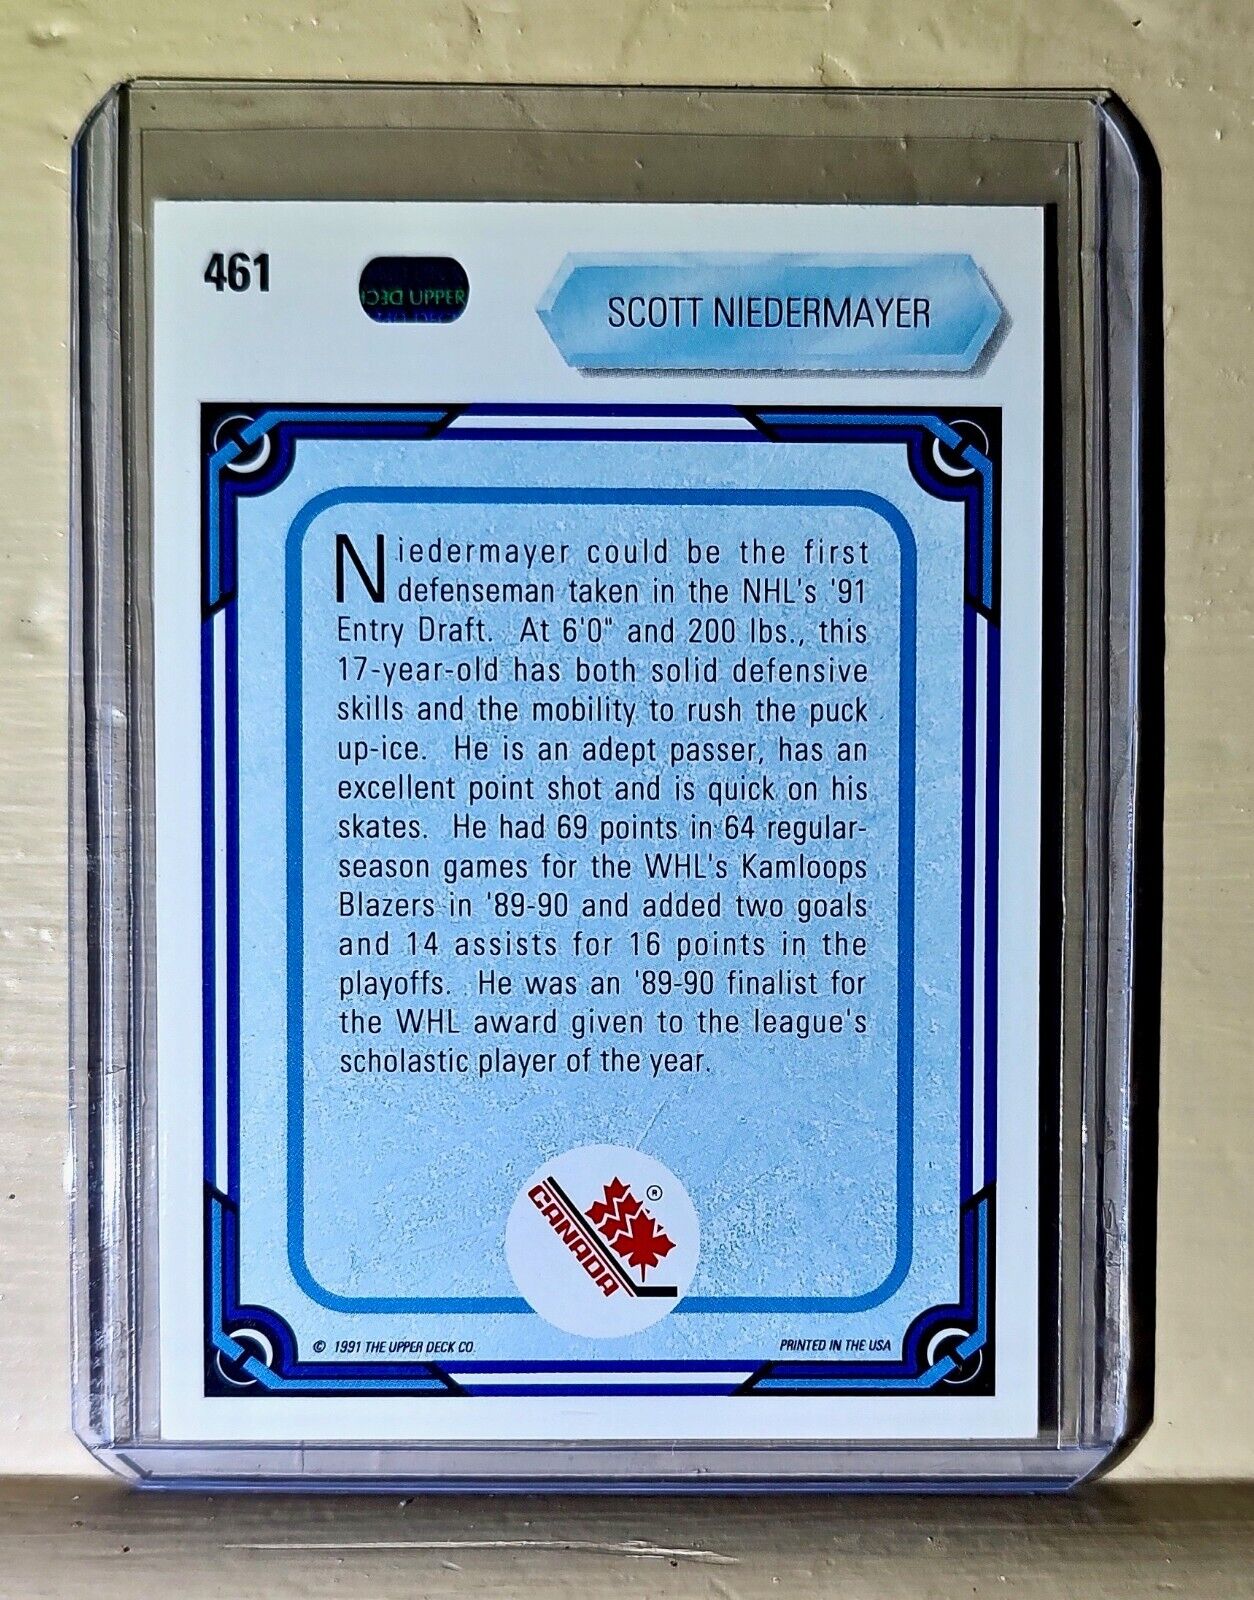 461
UPPER DECK
SCOTT NIEDERMAYER
Niedermayer could be the first
defenseman taken in the NHL's '91
Entry Draft. At 6'0" and 200 lbs., this
17-year-old has both solid defensive
skills and the mobility to rush the puck
up-ice. He is an adept passer, has an
excellent point shot and is quick on his
skates. He had 69 points in 64 regular-
season games for the WHL's Kamloops
Blazers in '89-90 and added two goals
and 14 assists for 16 points in the
playoffs. He was an '89-90 finalist for
the WHL award given to the league's
scholastic player of the year.
CANADA
®
© 1991 THE UPPER DECK CO.
PRINTED IN THE USA